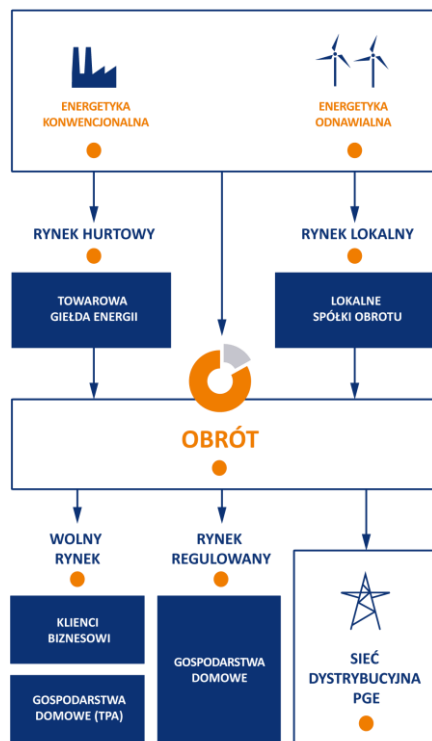 ENERGETYKA
KONWENCJONALNA
ENERGETYKA
ODNAWIALNA
RYNEK HURTOWY
RYNEK LOKALNY
TOWAROWA
GIEŁDA ENERGII
LOKALNE
SPÓŁKI OBROTU
OBRÓT
WOLNY
RYNEK
RYNEK
REGULOWANY
KLIENCI
BIZNESOWI
GOSPODARSTWA
DOMOWE (TPA)
GOSPODARSTWA
DOMOWE
SIEĆ
DYSTRYBUCYJNA
PGE